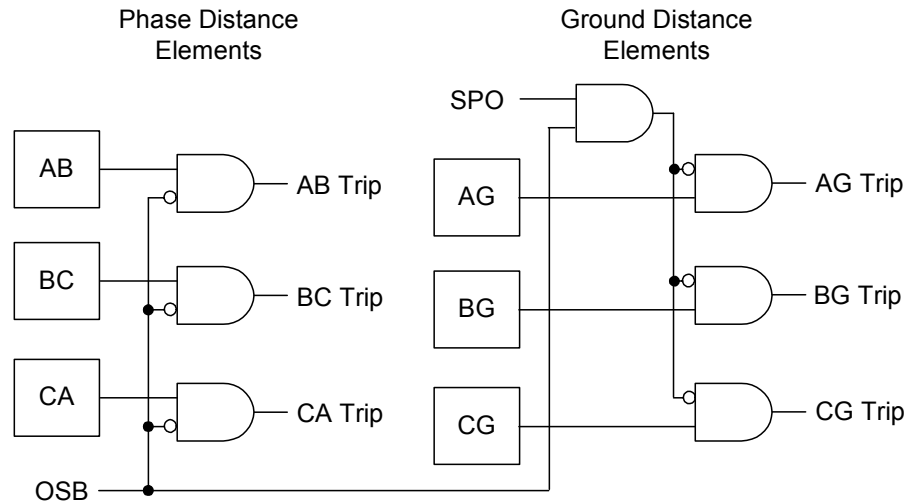 Phase Distance
Elements
AB
AB Trip
BC
BC Trip
CA
CA Trip
OSB
Ground Distance
Elements
SPO
AG
AG Trip
BG
BG Trip
CG
CG Trip